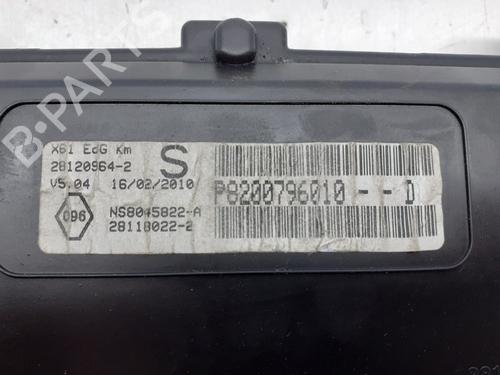 X61 EdG Km
28120964-2
V5.04 16/02/2010
S
P8200796010 -- D
096
NS8045822-A
28118022-2
B-PARTS